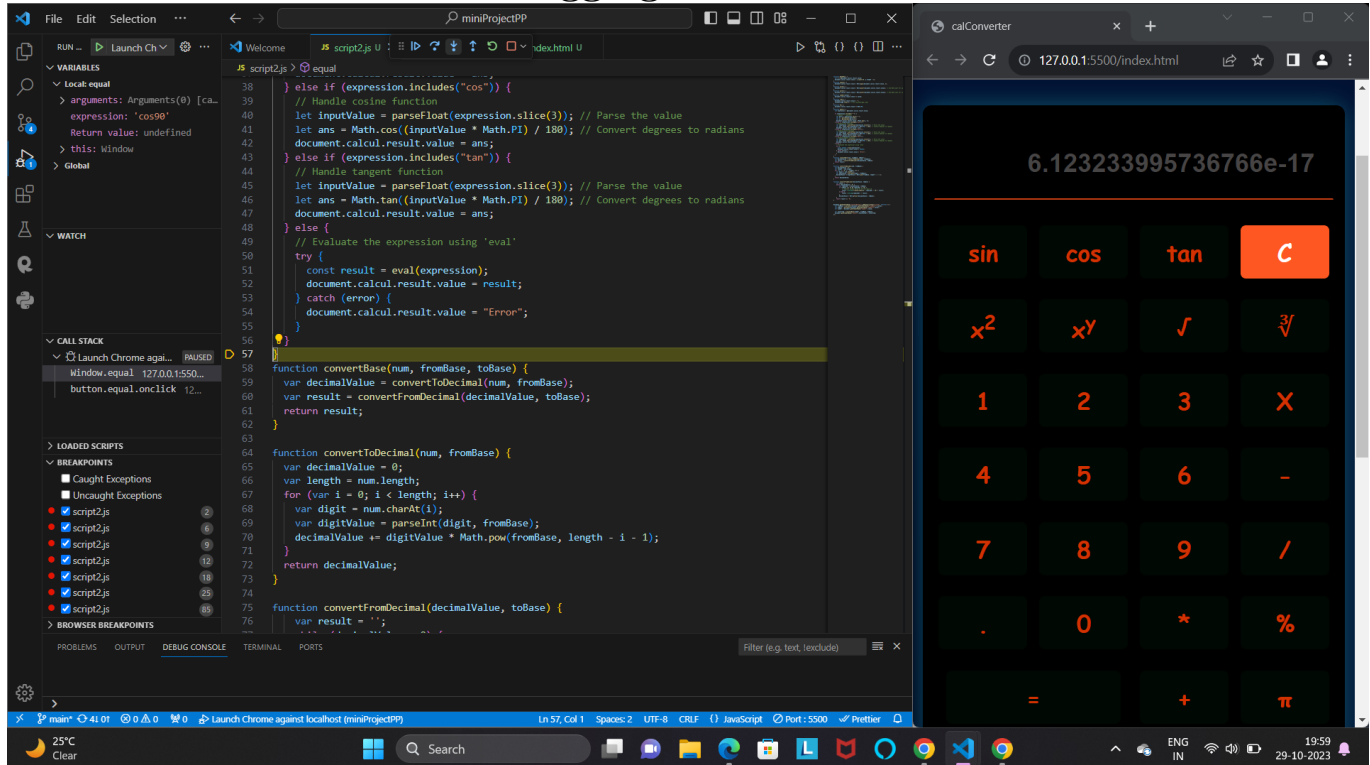 File Edit Selection ···
miniProjectPP
RUN ... Launch Ch
Welcome
JS script2.js U
index.html U
JS script2.js > equal
VARIABLES
Local: equal
arguments: Arguments(0) [ca…
expression: 'cos90'
Return value: undefined
this: Window
Global
WATCH
CALL STACK
Launch Chrome agai... PAUSED
Window.equal 127.0.0.1:550...
button.equal.onclick 12...
LOADED SCRIPTS
BREAKPOINTS
Caught Exceptions
Uncaught Exceptions
script2.js 2
script2.js 6
script2.js 9
script2.js 12
script2.js 18
script2.js 25
script2.js 85
BROWSER BREAKPOINTS
38 } else if (expression.includes("cos")) {
39 // Handle cosine function
40 let inputValue = parseFloat(expression.slice(3)); // Parse the value
41 let ans = Math.cos((inputValue * Math.PI) / 180); // Convert degrees to radians
42 document.calcul.result.value = ans;
43 } else if (expression.includes("tan")) {
44 // Handle tangent function
45 let inputValue = parseFloat(expression.slice(3)); // Parse the value
46 let ans = Math.tan((inputValue * Math.PI) / 180); // Convert degrees to radians
47 document.calcul.result.value = ans;
48 } else {
49 // Evaluate the expression using 'eval'
50 try {
51 const result = eval(expression);
52 document.calcul.result.value = result;
53 } catch (error) {
54 document.calcul.result.value = "Error";
55 }
56 }
57 }
58 function convertBase(num, fromBase, toBase) {
59 var decimalValue = convertToDecimal(num, fromBase);
60 var result = convertFromDecimal(decimalValue, toBase);
61 return result;
62 }
63
64 function convertToDecimal(num, fromBase) {
65 var decimalValue = 0;
66 var length = num.length;
67 for (var i = 0; i < length; i++) {
68 var digit = num.charAt(i);
69 var digitValue = parseInt(digit, fromBase);
70 decimalValue += digitValue * Math.pow(fromBase, length - i - 1);
71 }
72 return decimalValue;
73 }
74
75 function convertFromDecimal(decimalValue, toBase) {
76 var result = '';
PROBLEMS OUTPUT DEBUG CONSOLE TERMINAL PORTS
Filter (e.g. text, !exclude)
>
main* 4↓ 0↑ 0 0 0 Launch Chrome against localhost (miniProjectPP)
Ln 57, Col 1 Spaces: 2 UTF-8 CRLF {} JavaScript Port : 5500 Prettier
calConverter
127.0.0.1:5500/index.html
6.123233995736766e-17
sin cos tan C
x² xʸ √ ∛
1 2 3 X
4 5 6 -
7 8 9 /
. 0 * %
= + π
25°C
Clear
Search
ENG
IN
19:59
29-10-2023